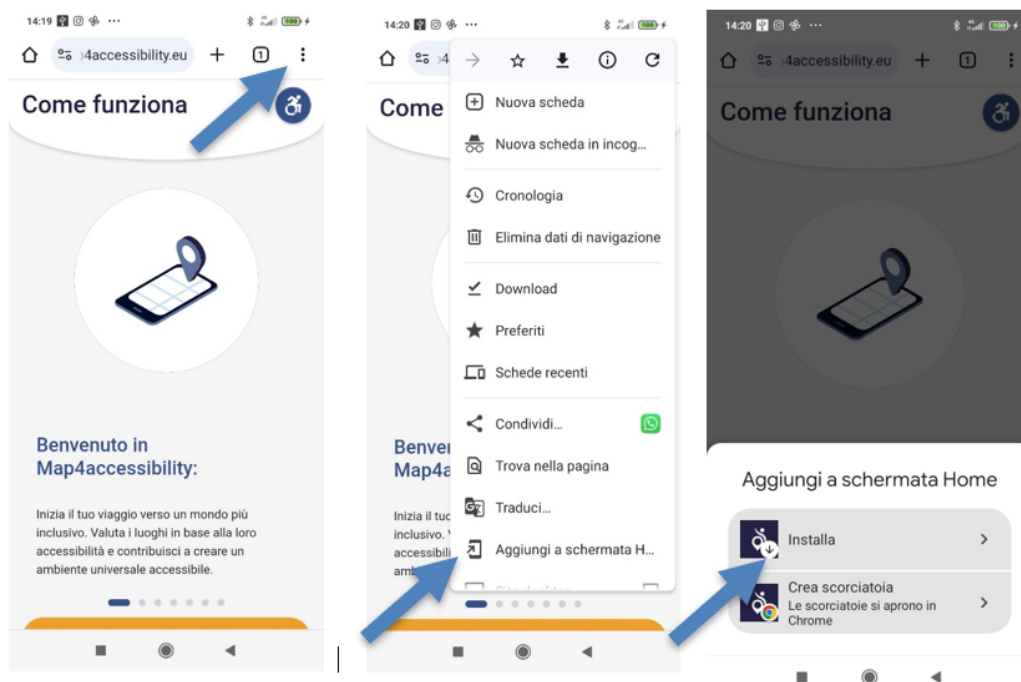 14:19
4accessibility.eu
1
Come funziona
Benvenuto in
Map4accessibility:
Inizia il tuo viaggio verso un mondo più
inclusivo. Valuta i luoghi in base alla loro
accessibilità e contribuisci a creare un
ambiente universale accessibile.
14:20
Come
Nuova scheda
Nuova scheda in incog...
Cronologia
Elimina dati di navigazione
Download
Preferiti
Schede recenti
Condividi...
Trova nella pagina
Traduci...
Aggiungi a schermata H...
Benve
Map4a
Inizia il tuo
inclusivo.
accessibili
14:20
4accessibility.eu
1
Come funziona
Aggiungi a schermata Home
Installa
Crea scorciatoia
Le scorciatoie si aprono in
Chrome